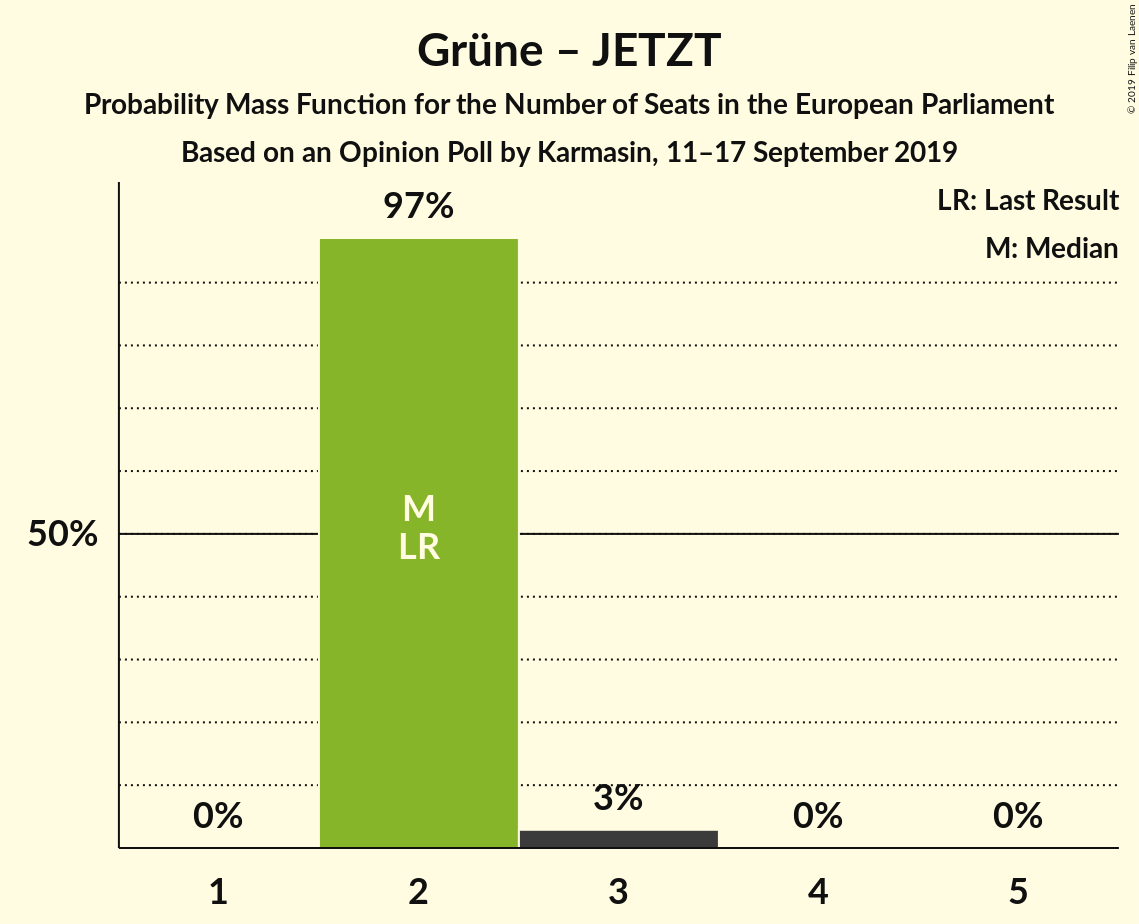 Grüne – JETZT
Probability Mass Function for the Number of Seats in the European Parliament
Based on an Opinion Poll by Karmasin, 11–17 September 2019
© 2019 Filip van Laenen
LR: Last Result
M: Median
97%
M
LR
50%
0%
3%
0%
0%
1
2
3
4
5